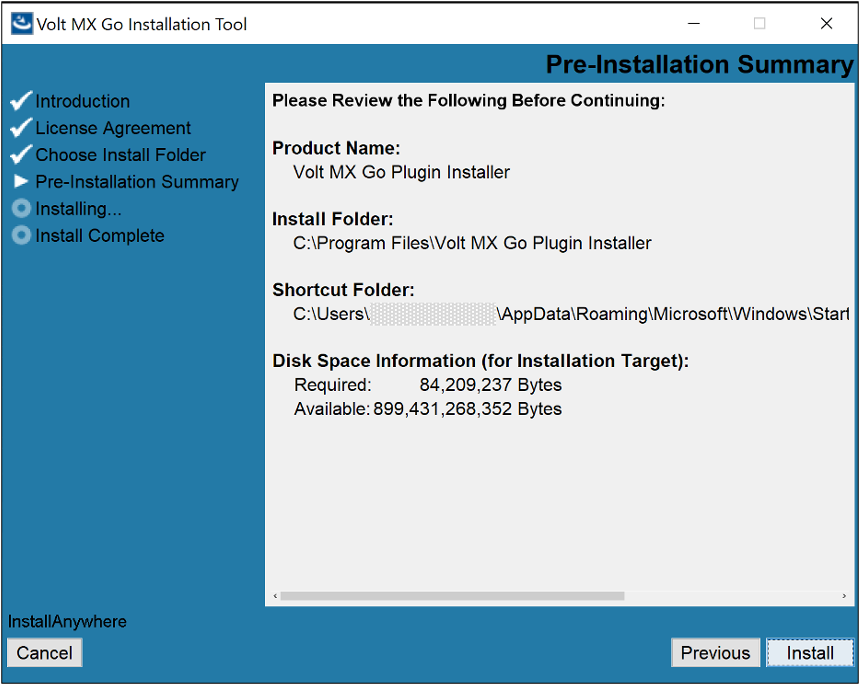 Volt MX Go Installation Tool
Pre-Installation Summary
Introduction
License Agreement
Choose Install Folder
Pre-Installation Summary
Installing...
Install Complete
Please Review the Following Before Continuing:
Product Name:
Volt MX Go Plugin Installer
Install Folder:
C:\Program Files\Volt MX Go Plugin Installer
Shortcut Folder:
C:\Users\ \AppData\Roaming\Microsoft\Windows\Start
Disk Space Information (for Installation Target):
Required: 84,209,237 Bytes
Available: 899,431,268,352 Bytes
InstallAnywhere
Cancel
Previous
Install